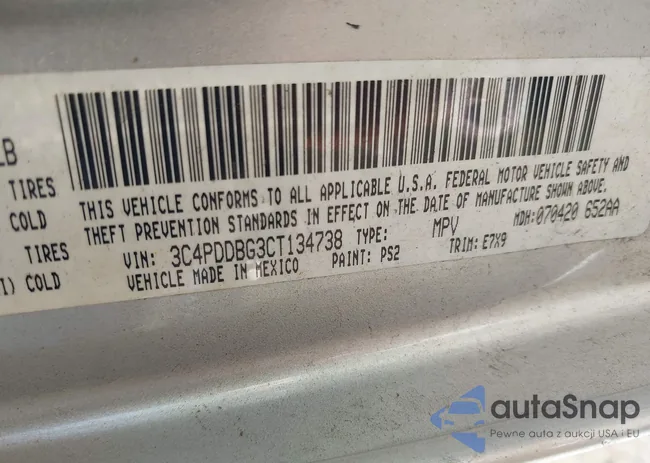 LB
TIRES
COLD
TIRES
1) COLD
THIS VEHICLE CONFORMS TO ALL APPLICABLE U.S.A. FEDERAL MOTOR VEHICLE SAFETY AND
THEFT PREVENTION STANDARDS IN EFFECT ON THE DATE OF MANUFACTURE SHOWN ABOVE.
VIN: 3C4PDDBG3CT134738 TYPE: MPV MDH: 070420 652AA
VEHICLE MADE IN MEXICO PAINT: PS2 TRIM: E7X9
autaSnap
Pewne auta z aukcji USA i EU